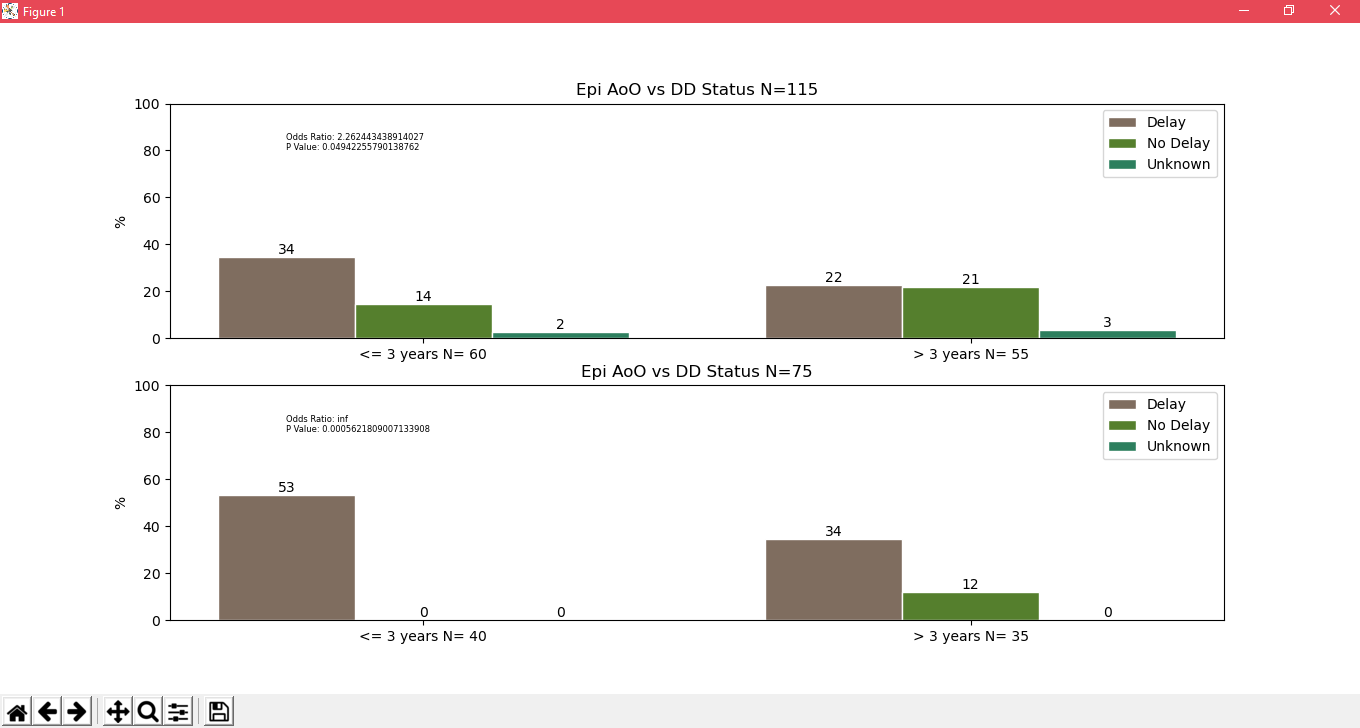 Figure 1
Epi AoO vs DD Status N=115
100
80
60
40
20
0
%
Odds Ratio: 2.262443438914027
P Value: 0.04942255790138762
Delay
No Delay
Unknown
34
14
2
22
21
3
<= 3 years N= 60
> 3 years N= 55
Epi AoO vs DD Status N=75
100
80
60
40
20
0
%
Odds Ratio: inf
P Value: 0.0005621809007133908
Delay
No Delay
Unknown
53
0
0
34
12
0
<= 3 years N= 40
> 3 years N= 35